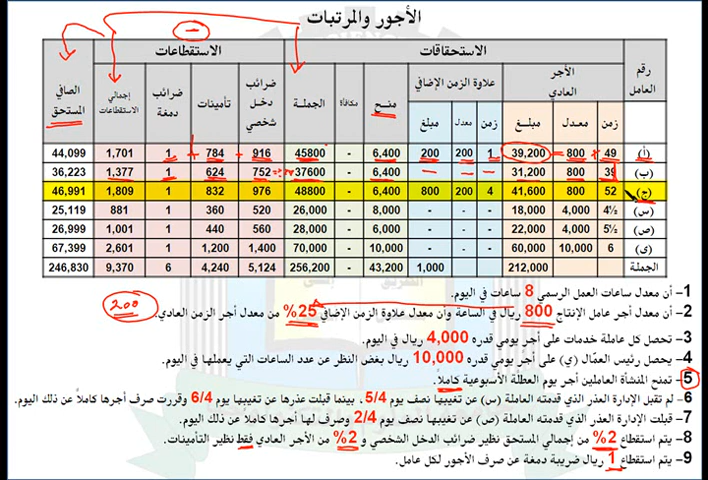 الأجور والمرتبات
رقم العامل | الاستحقاقات | الاستقطاعات | الصافي المستحق
الأجر العادي | علاوة الزمن الإضافي | منـح | مكافأة | الجملـة | ضرائب دخل شخصي | تأمينات | ضرائب دمغة | إجمالي الاستقطاعات
زمن | معـدل | مبـلغ | زمن | معدل | مبلغ
(أ) | 49 | 800 | 39,200 | 1 | 200 | 200 | 6,400 | - | 45800 | 916 | 784 | 1 | 1,701 | 44,099
(ب) | 39 | 800 | 31,200 | - | - | - | 6,400 | - | 37600 | 752 | 624 | 1 | 1,377 | 36,223
(ج) | 52 | 800 | 41,600 | 4 | 200 | 800 | 6,400 | - | 48800 | 976 | 832 | 1 | 1,809 | 46,991
(س) | 4½ | 4,000 | 18,000 | - | - | - | 8,000 | - | 26,000 | 520 | 360 | 1 | 881 | 25,119
(ص) | 5½ | 4,000 | 22,000 | - | - | - | 6,000 | - | 28,000 | 560 | 440 | 1 | 1,001 | 26,999
(ي) | 6 | 10,000 | 60,000 | - | - | - | 10,000 | - | 70,000 | 1,400 | 1,200 | 1 | 2,601 | 67,399
الجملة | 212,000 | 1,000 | 43,200 | - | 256,200 | 5,124 | 4,240 | 6 | 9,370 | 246,830
1– أن معدل ساعات العمل الرسمي 8 ساعات في اليوم.
2– أن معدل أجر عامل الإنتاج 800 ريال في الساعة وأن معدل علاوة الزمن الإضافي 25% من معدل أجر الزمن العادي. 200
3– تحصل كل عاملة خدمات على أجر يومي قدره 4,000 ريال في اليوم.
4– يحصل رئيس العمّال (ي) على أجر يومي قدره 10,000 ريال بغض النظر عن عدد الساعات التي يعملها في اليوم.
5– تمنح المنشأة العاملين أجر يوم العطلة الأسبوعية كاملاً.
6– لم تقبل الإدارة العذر الذي قدمته العاملة (س) عن تغيبها نصف يوم 5/4، بينما قبلت عذرها عن تغيبها يوم 6/4 وقررت صرف أجرها كاملاً عن ذلك اليوم.
7– قبلت الإدارة العذر الذي قدمته العاملة (ص) عن تغيبها نصف يوم 2/4 وصرف لها أجرها كاملاً عن ذلك اليوم.
8– يتم استقطاع 2% من إجمالي المستحق نظير ضرائب الدخل الشخصي و 2% من الأجر العادي فقط نظير التأمينات.
9– يتم استقطاع 1 ريال ضريبة دمغة عن صرف الأجور لكل عامل.